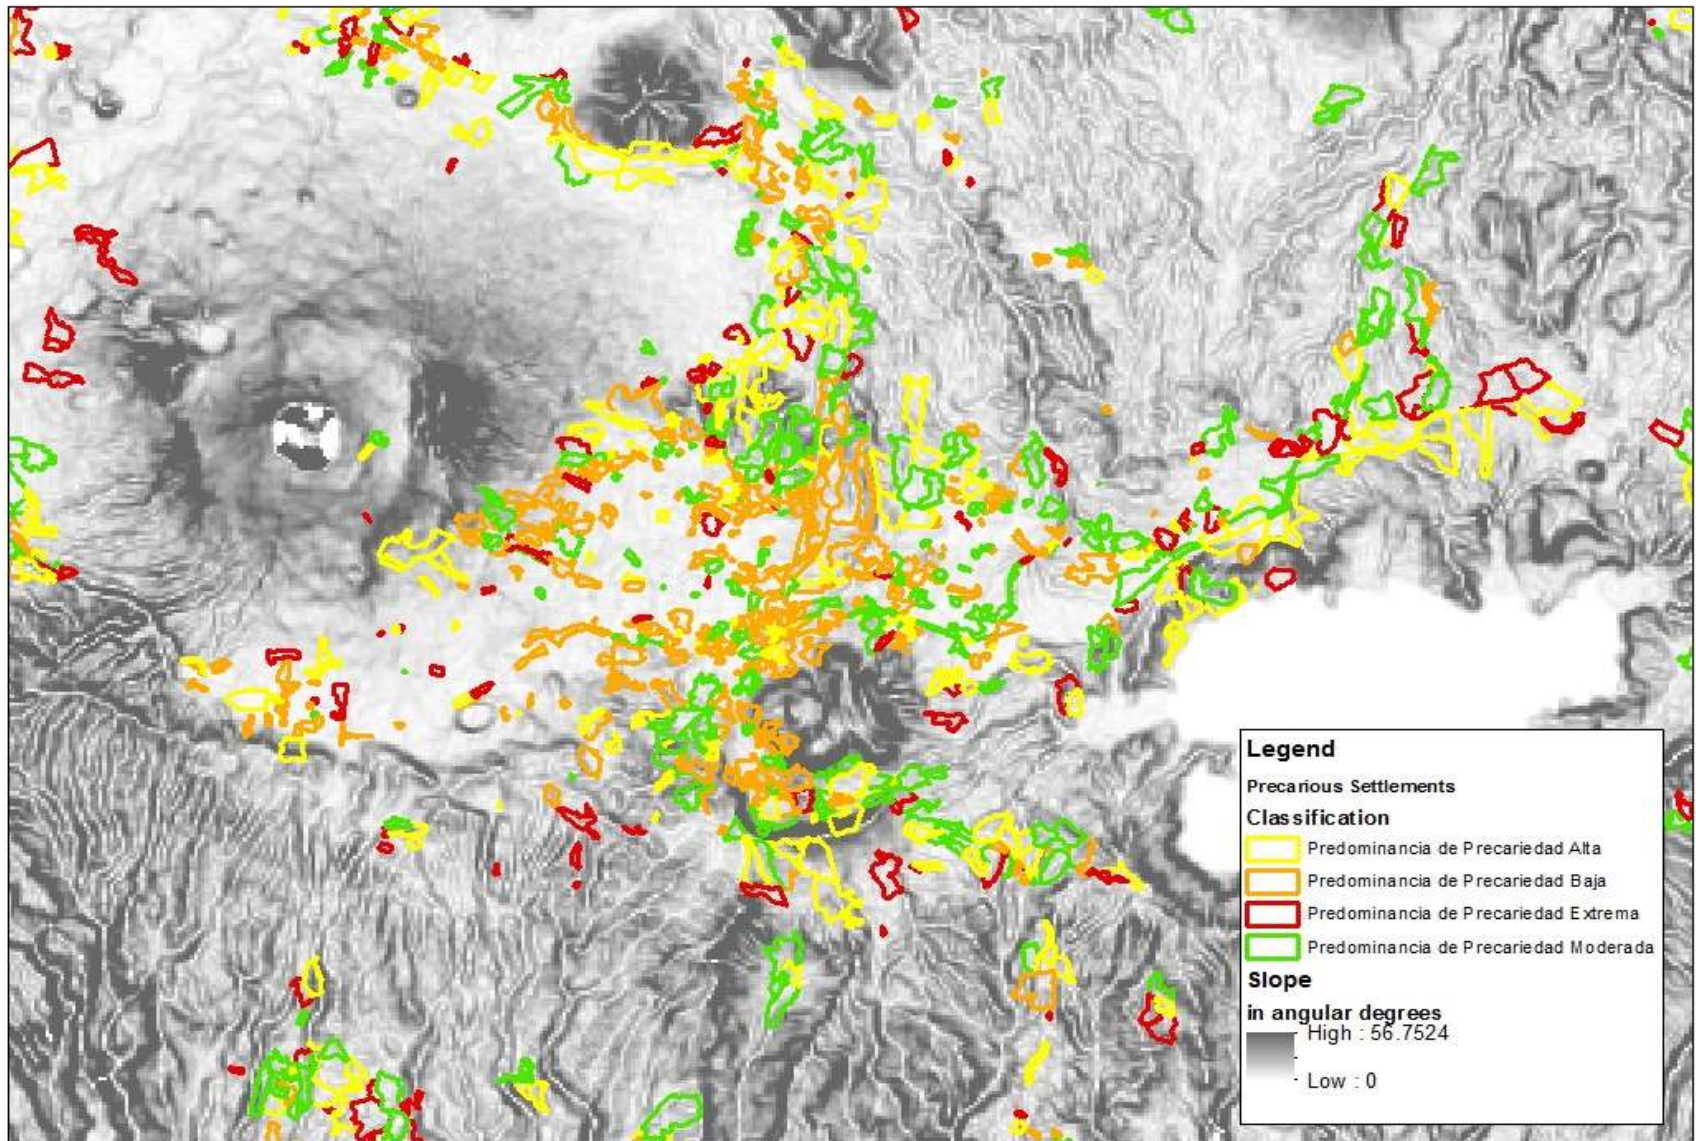 Legend
Precarious Settlements
Classification
Predominancia de Precariedad Alta
Predominancia de Precariedad Baja
Predominancia de Precariedad Extrema
Predominancia de Precariedad Moderada
Slope
in angular degrees
High : 56.7524
Low : 0